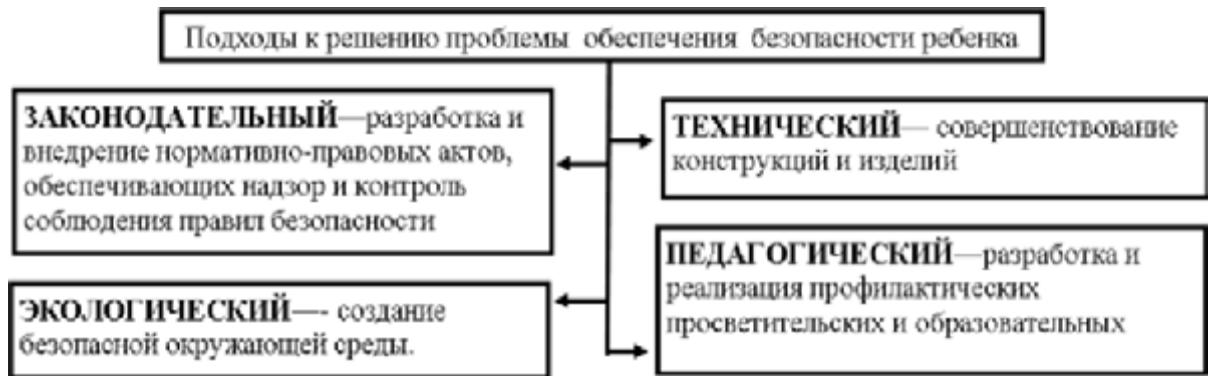 Подходы к решению проблемы обеспечения безопасности ребенка
ЗАКОНОДАТЕЛЬНЫЙ—разработка и
внедрение нормативно-правовых актов,
обеспечивающих надзор и контроль
соблюдения правил безопасности
ТЕХНИЧЕСКИЙ— совершенствование
конструкций и изделий
ЭКОЛОГИЧЕСКИЙ—- создание
безопасной окружающей среды.
ПЕДАГОГИЧЕСКИЙ—разработка и
реализация профилактических
просветительских и образовательных